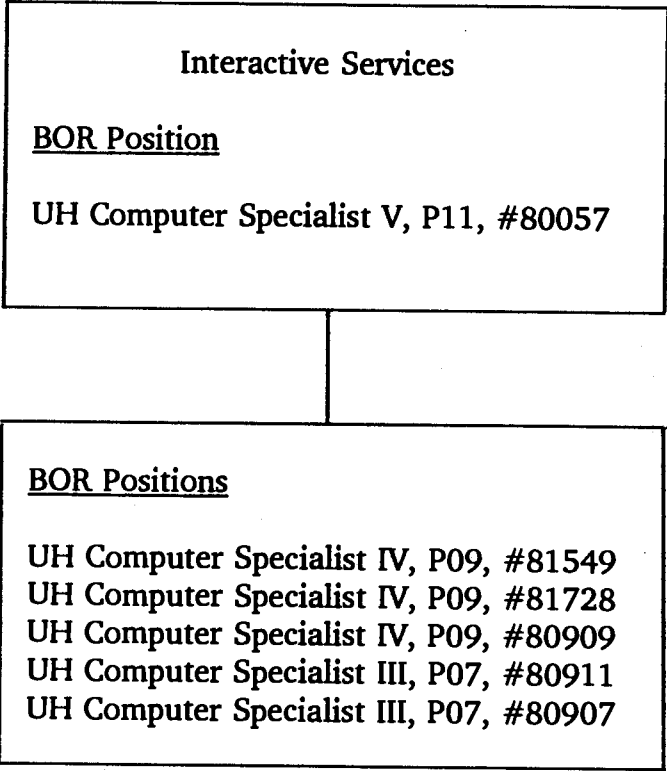 Interactive Services
BOR Position
UH Computer Specialist V, P11, #80057
BOR Positions
UH Computer Specialist IV, P09, #81549
UH Computer Specialist IV, P09, #81728
UH Computer Specialist IV, P09, #80909
UH Computer Specialist III, P07, #80911
UH Computer Specialist III, P07, #80907